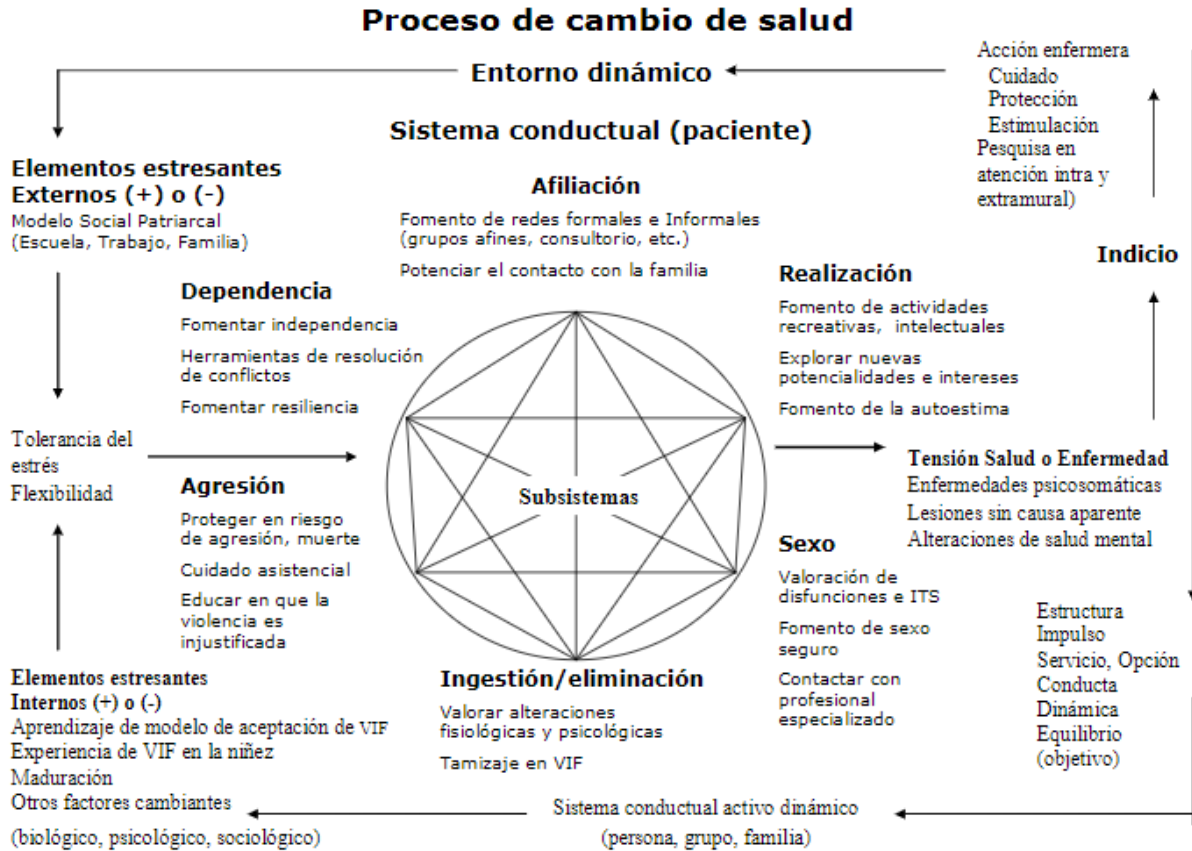 Proceso de cambio de salud
Entorno dinámico
Acción enfermera
Cuidado
Protección
Estimulación
Pesquisa en
atención intra y
extramural)
Sistema conductual (paciente)
Elementos estresantes
Externos (+) o (-)
Modelo Social Patriarcal
(Escuela, Trabajo, Familia)
Afiliación
Fomento de redes formales e Informales
(grupos afines, consultorio, etc.)
Potenciar el contacto con la familia
Indicio
Dependencia
Fomentar independencia
Herramientas de resolución
de conflictos
Fomentar resiliencia
Realización
Fomento de actividades
recreativas, intelectuales
Explorar nuevas
potencialidades e intereses
Fomento de la autoestima
Tolerancia del
estrés
Flexibilidad
Subsistemas
Tensión Salud o Enfermedad
Enfermedades psicosomáticas
Lesiones sin causa aparente
Alteraciones de salud mental
Agresión
Proteger en riesgo
de agresión, muerte
Cuidado asistencial
Educar en que la
violencia es
injustificada
Sexo
Valoración de
disfunciones e ITS
Fomento de sexo
seguro
Contactar con
profesional
especializado
Estructura
Impulso
Servicio, Opción
Conducta
Dinámica
Equilibrio
(objetivo)
Ingestión/eliminación
Valorar alteraciones
fisiológicas y psicológicas
Tamizaje en VIF
Elementos estresantes
Internos (+) o (-)
Aprendizaje de modelo de aceptación de VIF
Experiencia de VIF en la niñez
Maduración
Otros factores cambiantes
(biológico, psicológico, sociológico)
Sistema conductual activo dinámico
(persona, grupo, familia)